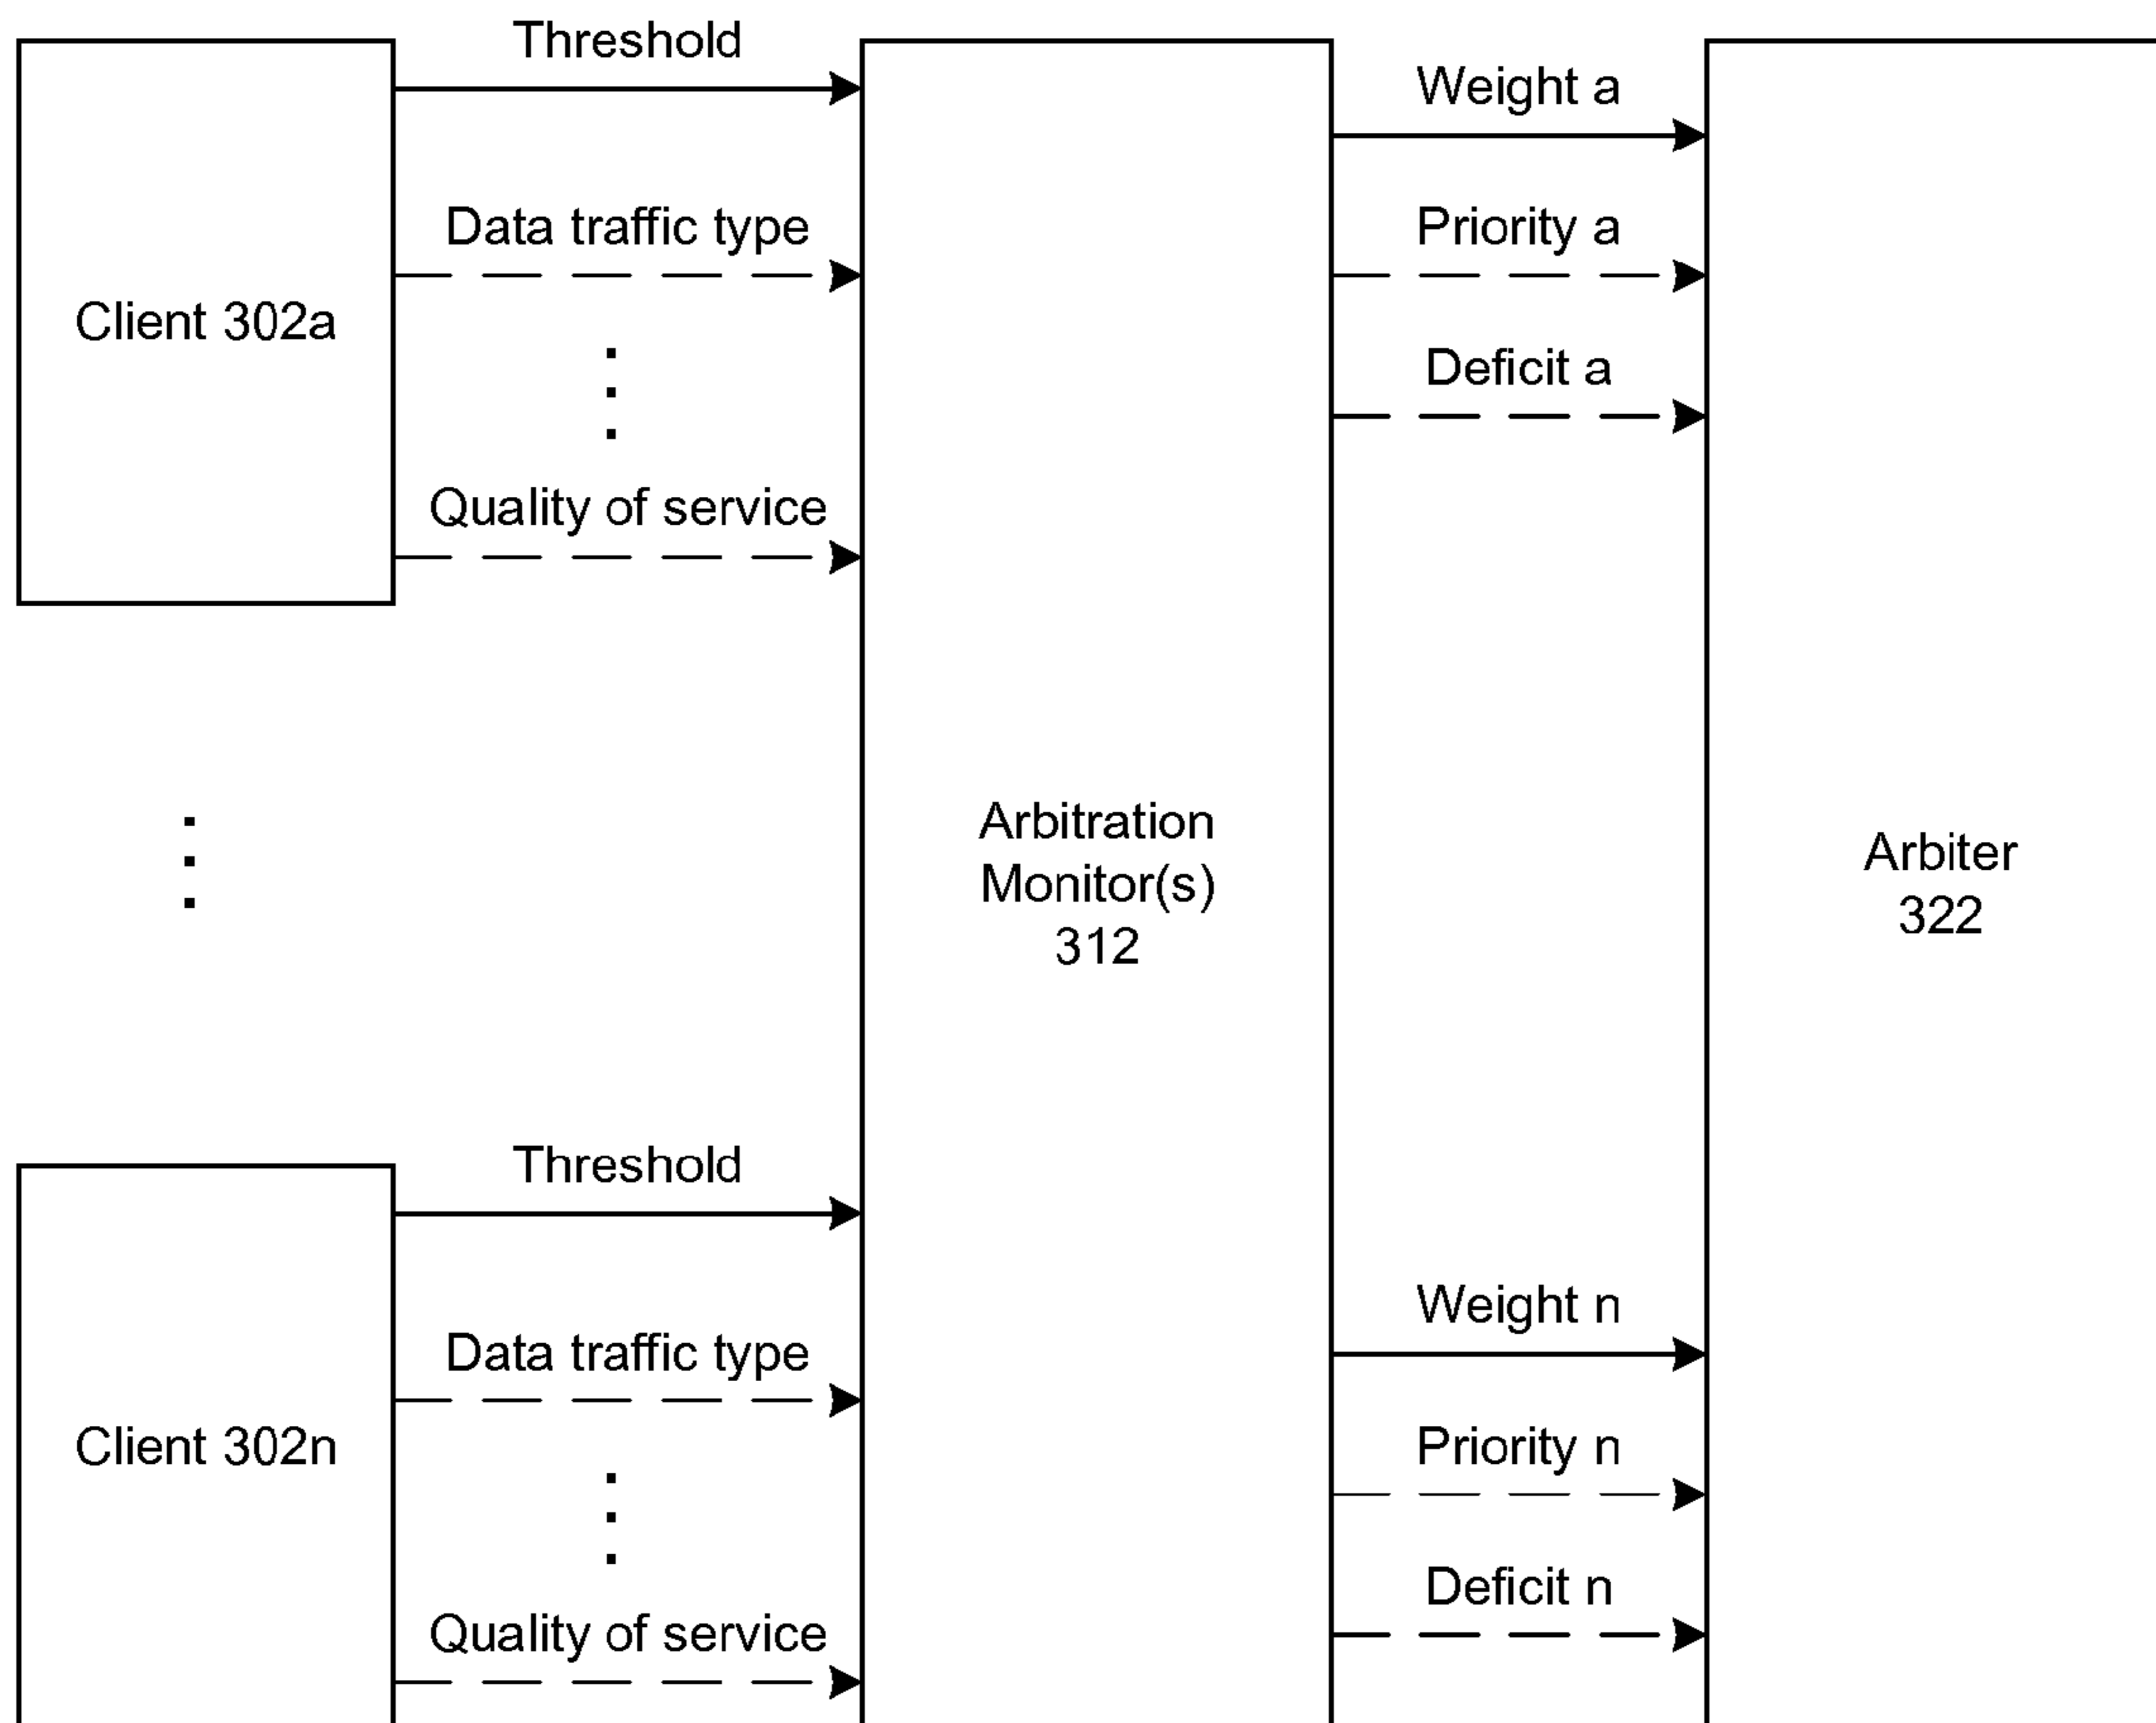 Threshold
Weight a
Data traffic type
Priority a
Client 302a
Deficit a
Quality of service
Arbitration
Monitor(s)
312
Arbiter
322
Threshold
Weight n
Data traffic type
Priority n
Client 302n
Deficit n
Quality of service